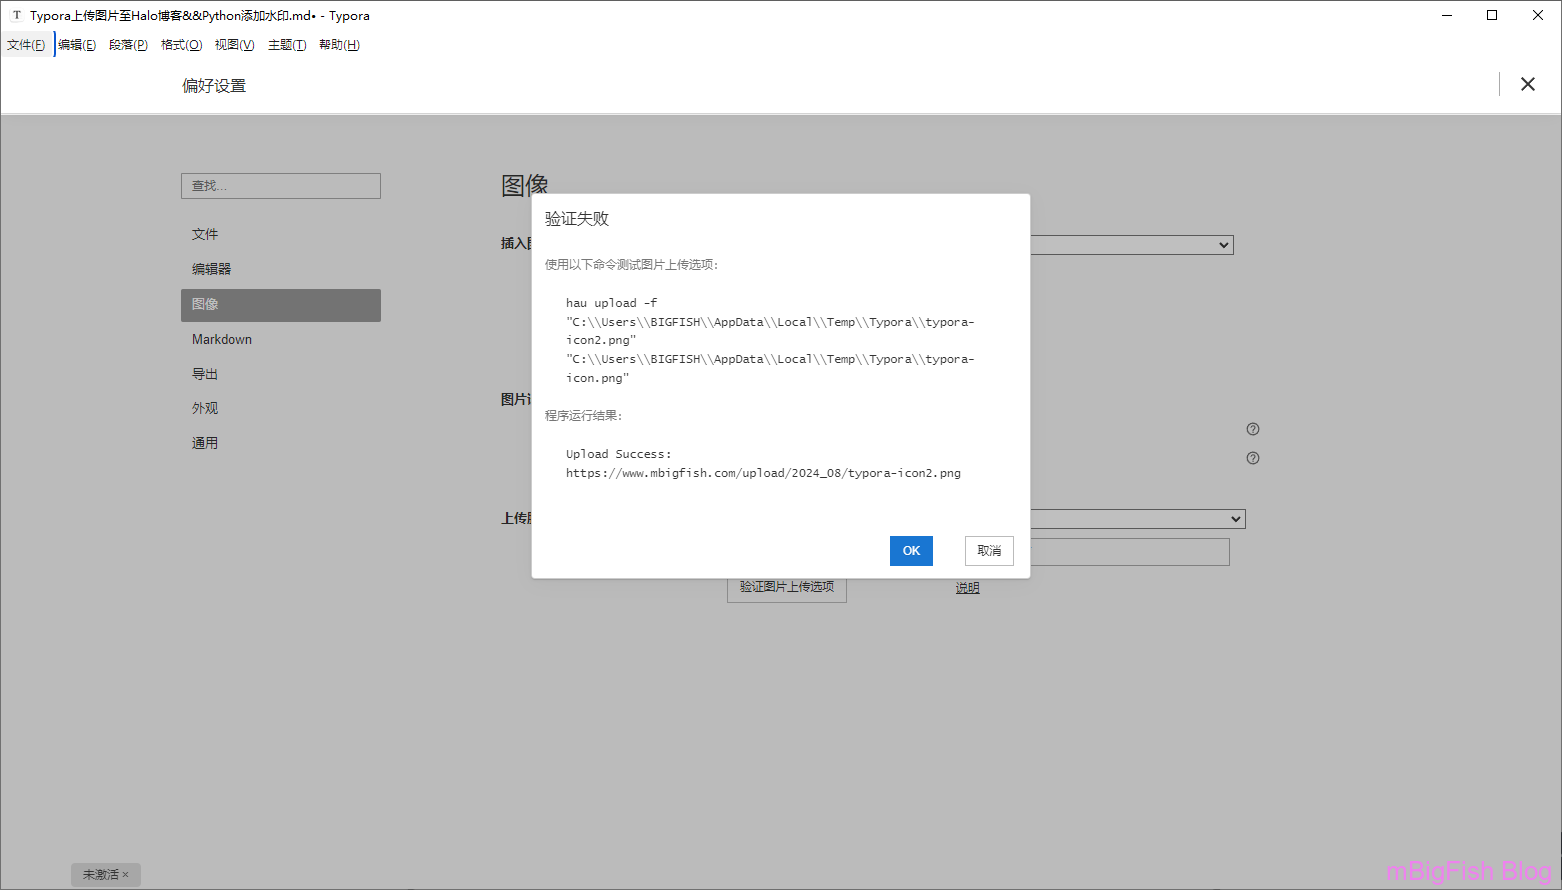 Typora上传图片至Halo博客&&Python添加水印.md• - Typora
文件(F) 编辑(E) 段落(P) 格式(O) 视图(V) 主题(T) 帮助(H)
偏好设置
查找...
文件
编辑器
图像
Markdown
导出
外观
通用
图像
插入
图片
上传
验证失败
使用以下命令测试图片上传选项:
hau upload -f
"C:\\Users\\BIGFISH\\AppData\\Local\\Temp\\Typora\\typora-
icon2.png"
"C:\\Users\\BIGFISH\\AppData\\Local\\Temp\\Typora\\typora-
icon.png"
程序运行结果:
Upload Success:
https://www.mbigfish.com/upload/2024_08/typora-icon2.png
OK 取消
验证图片上传选项 说明
未激活 ×
mBigFish Blog